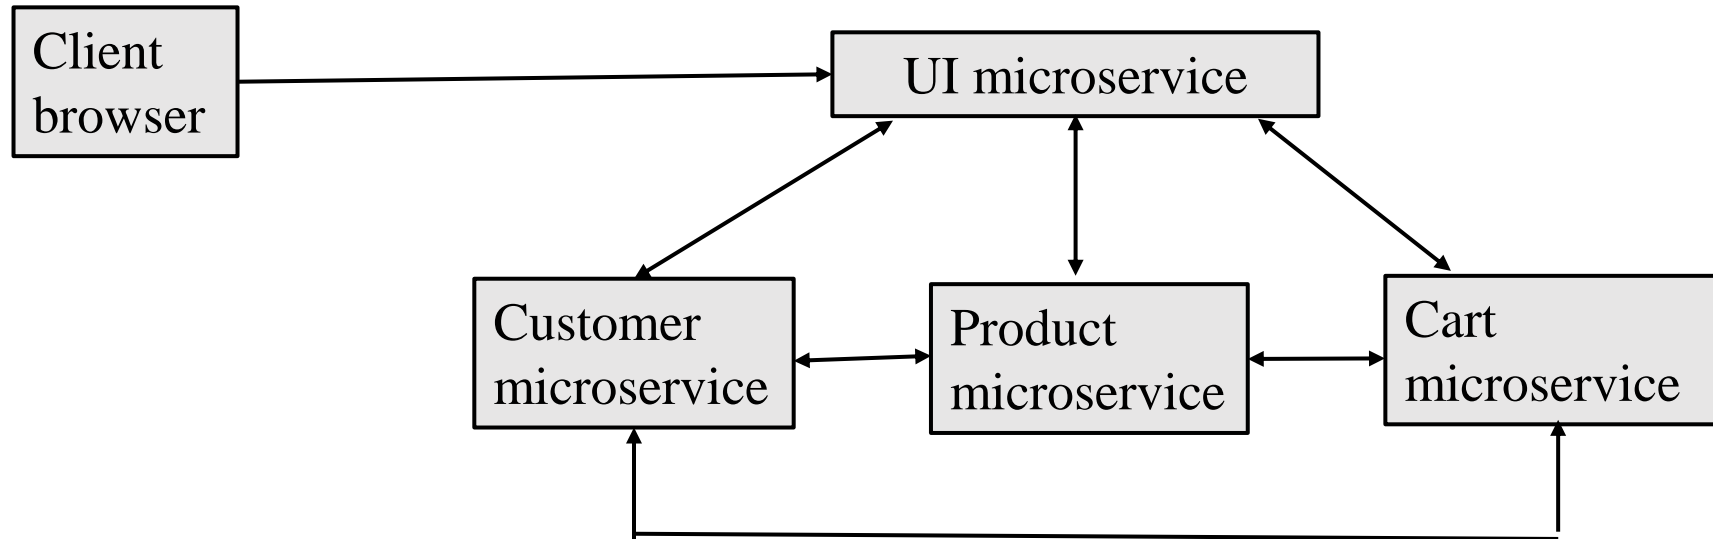 Client
browser
UI microservice
Customer
microservice
Product
microservice
Cart
microservice